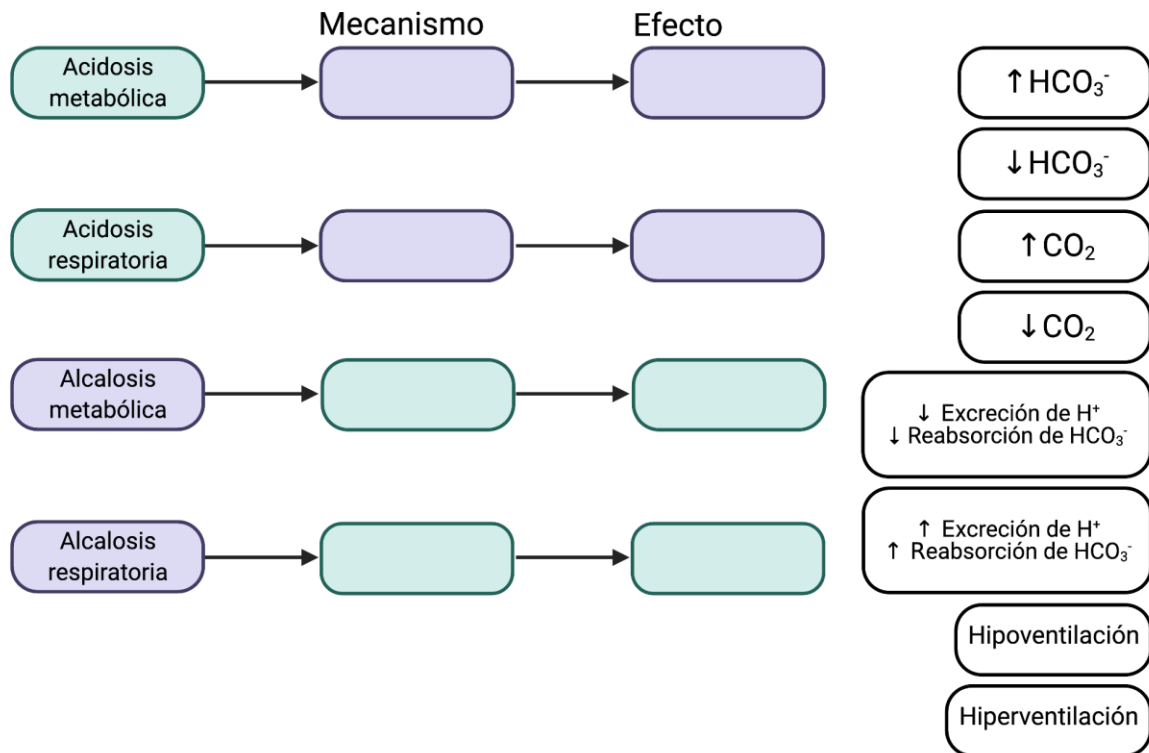 Mecanismo
Efecto
Acidosis
metabólica
Acidosis
respiratoria
Alcalosis
metabólica
Alcalosis
respiratoria
↑ HCO₃⁻
↓ HCO₃⁻
↑ CO₂
↓ CO₂
↓ Excreción de H⁺
↓ Reabsorción de HCO₃⁻
↑ Excreción de H⁺
↑ Reabsorción de HCO₃⁻
Hipoventilación
Hiperventilación